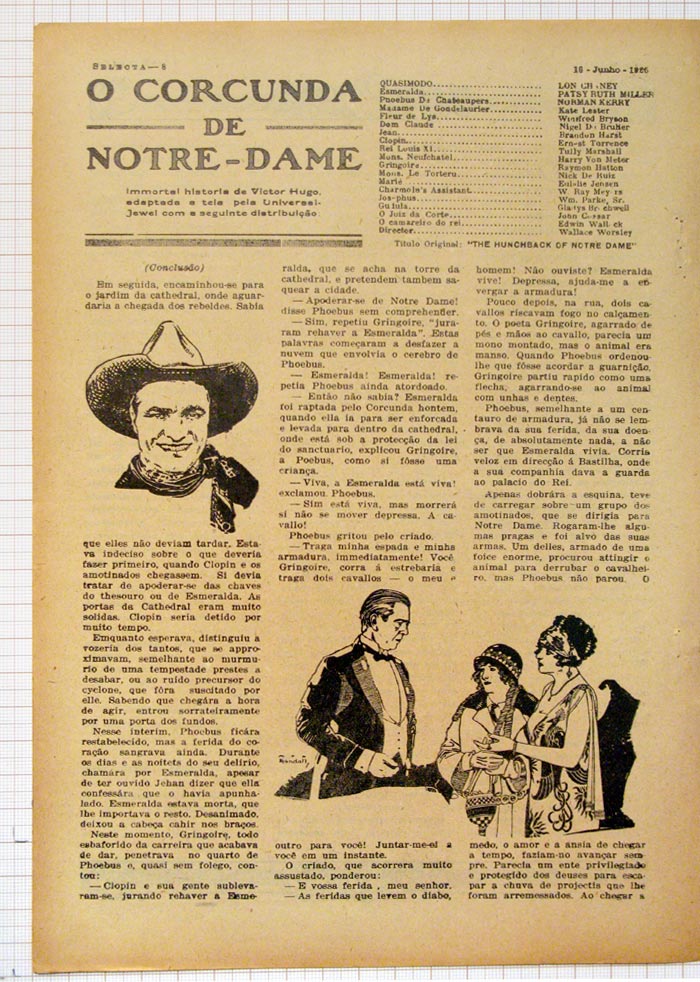 SELECTA—8
16 - Junho - 1926
O CORCUNDA
DE
NOTRE-DAME
Immortal historia de Victor Hugo,
adaptada a tela pela Universal-
Jewel com a seguinte distribuição
QUASIMODO LON CHANEY
Esmeralda PATSY RUTH MILLER
Phoebus De Chateaupers NORMAN KERRY
Madame De Gondelaurier Kate Lester
Fleur de Lys Winifred Bryson
Dom Claude Nigel De Brulier
Jean Brandon Hurst
Clopin Ernest Torrence
Rei Luis XI Tully Marshall
Mons. Neufchatel Harry Von Meter
Gringoire Raymon Hatton
Mons. Le Torteru Nick De Ruiz
Marie Eulalie Jensen
Charmolu's Assistant W. Ray Meyers
Jos-phus Wm. Parke, Sr.
Gudula Gladys Brockwell
O Juiz da Corte John Cossar
O camareiro do rei Edwin Wallock
Director Wallace Worsley
Titulo Original: "THE HUNCHBACK OF NOTRE DAME"
(Conclusão)
Em seguida, encaminhou-se para
o jardim da cathedral, onde aguar-
daria a chegada dos rebeldes. Sabia
que elles não deviam tardar. Esta-
va indeciso sobre o que deveria
fazer primeiro, quando Clopin e os
amotinados chegassem. Si devia
tratar de apoderar-se das chaves
do thesouro ou de Esmeralda. As
portas da Cathedral eram muito
solidas. Clopin seria detido por
muito tempo.
Emquanto esperava, distinguiu a
vozeria dos tantos, que se appro-
ximavam, semelhante ao murmu-
rio de uma tempestade prestes a
desabar, ou ao ruido precursor do
cyclone, que fôra suscitado por
elle. Sabendo que chegára a hora
de agir, entrou sorrateiramente
por uma porta dos fundos.
Nesse interim, Phoebus ficára
restabelecido, mas a ferida do co-
ração sangrava ainda. Durante
os dias e as noitets do seu delirio,
chamára por Esmeralda, apesar
de ter ouvido Jehan dizer que ella
confessára que o havia apunha-
lado. Esmeralda estava morta, que
lhe importava o resto. Desanimado,
deixou a cabeça cahir nos braços.
Neste momento, Gringoire, todo
esbaforido da carreira que acabava
de dar, penetrava no quarto de
Phoebus e, quasi sem folego, con-
tou:
—Clopin e sua gente subleva-
ram-se, jurando rehaver a Esme-
ralda, que se acha na torre da
cathedral, e pretendem tambem sa-
quear a cidade.
—Apoderar-se de Notre Dame!
disse Phoebus sem comprehender.
—Sim, repetiu Gringoire, "jura-
ram rehaver a Esmeralda". Estas
palavras começaram a desfazer a
nuvem que envolvia o cerebro de
Phoebus.
— Esmeralda! Esmeralda! re-
petia Phoebus ainda atordoado.
— Então não sabia? Esmeralda
foi raptada pelo Corcunda hontem,
quando ella ia para ser enforcada
e levada para dentro da cathedral,
onde está sob a protecção da lei
do sanctuario, explicou Gringoire,
a Poebus, como si fôsse uma
criança.
—Viva, a Esmeralda está viva!
exclamou Phoebus.
—Sim está viva, mas morrerá
si não se mover depressa. A ca-
vallo!
Phoebus gritou pelo criado.
—Traga minha espada e minha
armadura, immediatamente! Você,
Gringoire, corra á estrebaria e
traga dois cavallos — o meu e
outro para você! Juntar-me-ei a
você em um instante.
O criado, que acorrera muito
assustado, ponderou:
—E vossa ferida , meu senhor.
—As feridas que levem o diabo,
homem! Não ouviste? Esmeralda
vive! Depressa, ajuda-me a en-
vergar a armadura!
Pouco depois, na rua, dois ca-
vallos riscavam fogo no calçamen-
to. O poeta Gringoire, agarrado de
pés e mãos ao cavallo, parecia um
mono montado, mas o animal era
manso. Quando Phoebus ordenou-
lhe que fôsse acordar a guarnição,
Gringoire partiu rapido como uma
flecha, agarrando-se ao animal
com unhas e dentes.
Phoebus, semelhante a um cen-
tauro de armadura, já não se lem-
brava da sua ferida, da sua doen-
ça, de absolutamente nada, a não
ser que Esmeralda vivia. Corria
veloz em direcção á Bastilha, onde
a sua companhia dava a guarda
ao palacio do Rei.
Apenas dobrára a esquina, teve
de carregar sobre um grupo dos
amotinados, que se dirigia para
Notre Dame. Rogaram-lhe algu-
mas pragas e foi alvo das suas
armas. Um delles, armado de uma
foice enorme, procurou attingir o
animal para derrubar o cavalhei-
ro, mas Phoebus não parou. O
medo, o amor e a ansia de chegar
a tempo, faziam-no avançar sem-
pre. Parecia um ente privilegiado
e protegido dos deuses para esca-
par a chuva de projectis que lhe
foram arremessados. Ao chegar a
Randall